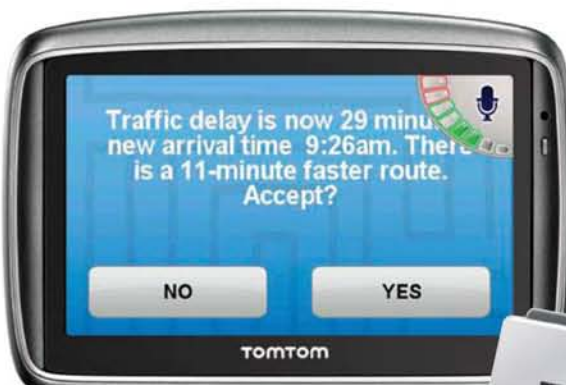 Traffic delay is now 29
new arrival time 9:26am.
is a 11-minute faster route.
Accept?
NO
YES
TOMTOM